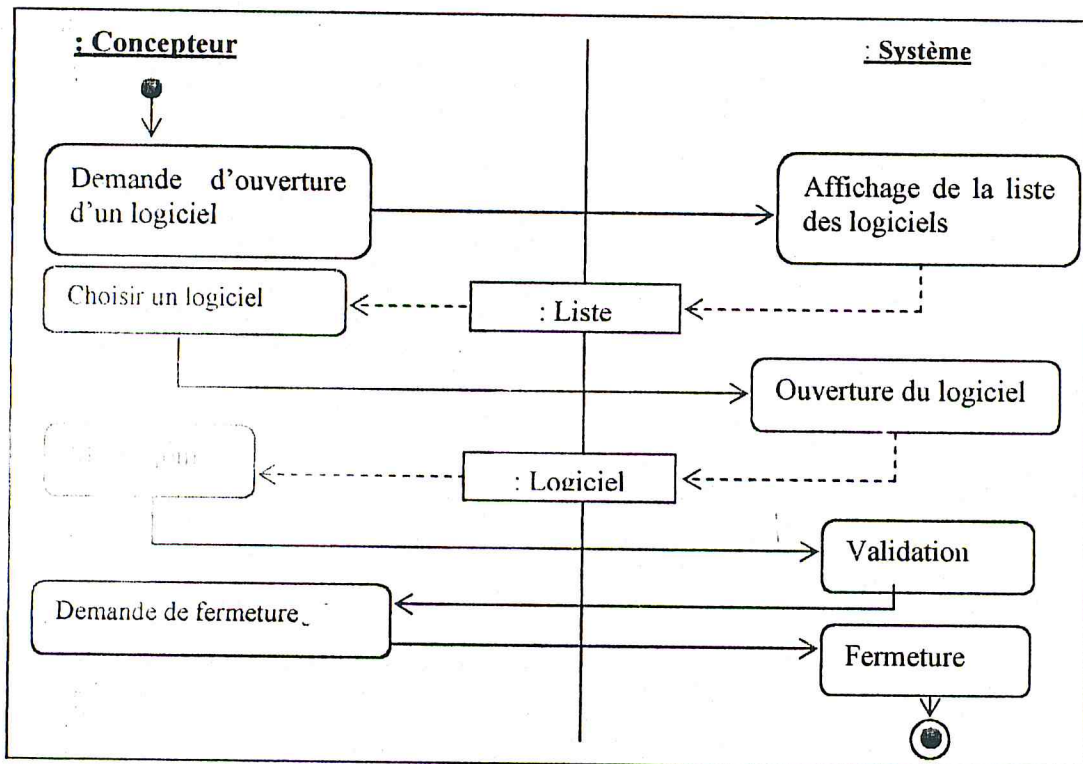 : Concepteur
: Système
Demande d'ouverture
d'un logiciel
Affichage de la liste
des logiciels
Choisir un logiciel
: Liste
Ouverture du logiciel
: Logiciel
Validation
Demande de fermeture
Fermeture